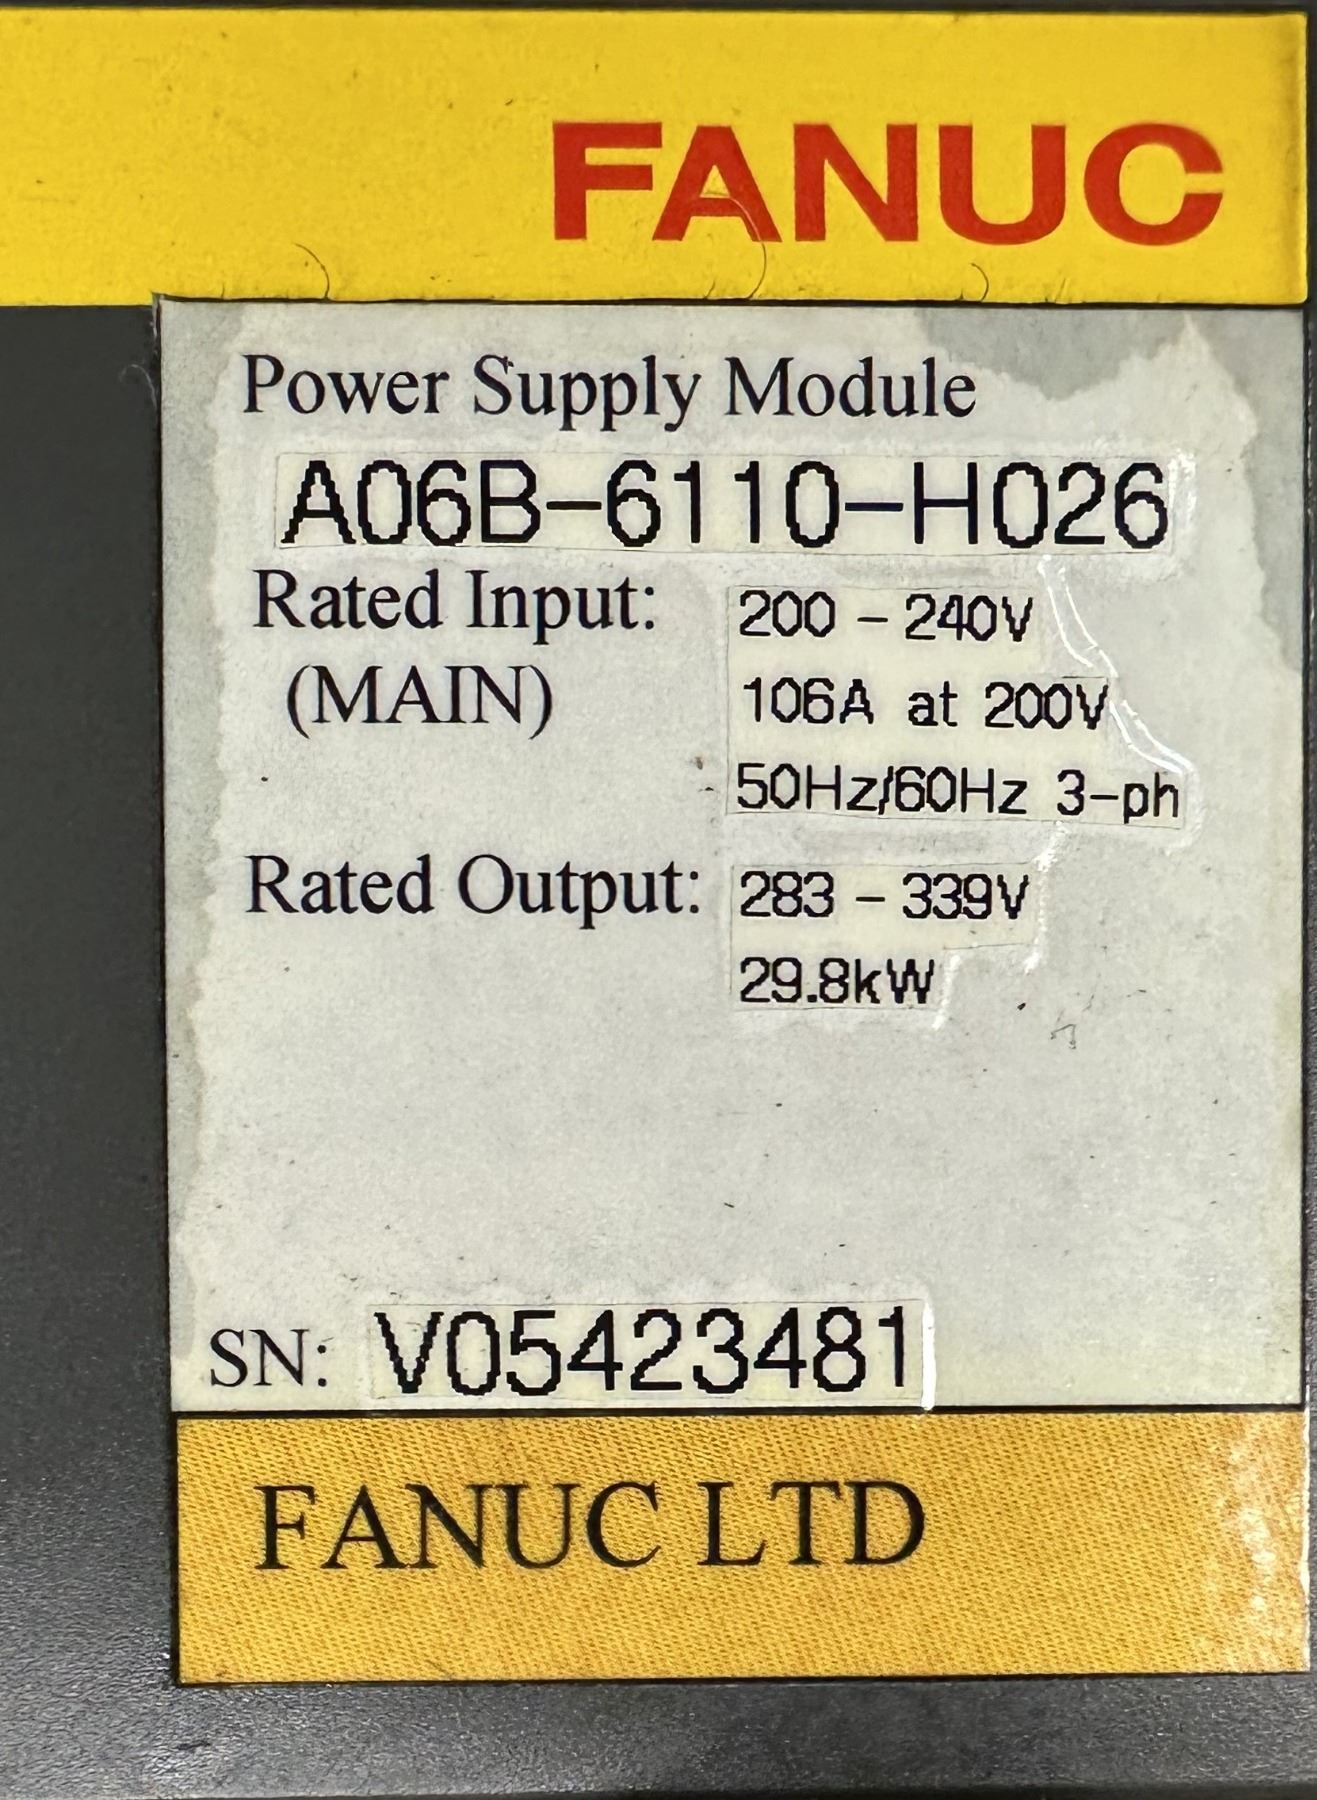 FANUC
Power Supply Module
A06B-6110-H026
Rated Input: 200-240V
(MAIN) 106A at 200V
50Hz/60Hz 3-ph
Rated Output: 283-339V
29.8kW
SN: V05423481
FANUC LTD